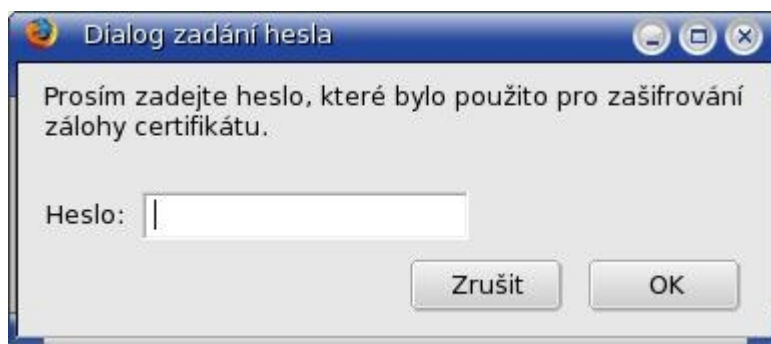 Dialog zadání hesla
Prosím zadejte heslo, které bylo použito pro zašifrování
zálohy certifikátu.
Heslo:
Zrušit OK